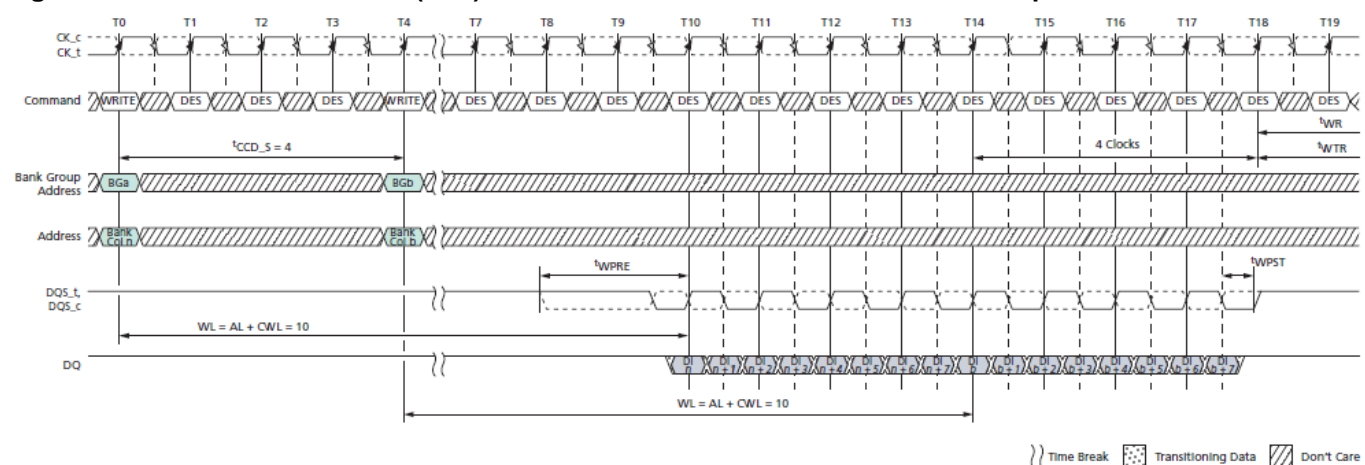 T0 T1 T2 T3 T4 T7 T8 T9 T10 T11 T12 T13 T14 T15 T16 T17 T18 T19
CK_c
CK_t
Command WRITE DES DES DES WRITE DES DES DES DES DES DES DES DES DES DES DES DES DES
tWR
tCCD_S = 4 4 Clocks tWTR
Bank Group
Address BGa BGb
Address Bank
Col n Bank
Col b
tWPRE tWPST
DQS_t,
DQS_c
WL = AL + CWL = 10
DQ DI
n DI
n + 1 DI
n + 2 DI
n + 3 DI
n + 4 DI
n + 5 DI
n + 6 DI
n + 7 DI
b DI
b + 1 DI
b + 2 DI
b + 3 DI
b + 4 DI
b + 5 DI
b + 6 DI
b + 7
WL = AL + CWL = 10
Time Break Transitioning Data Don't Care